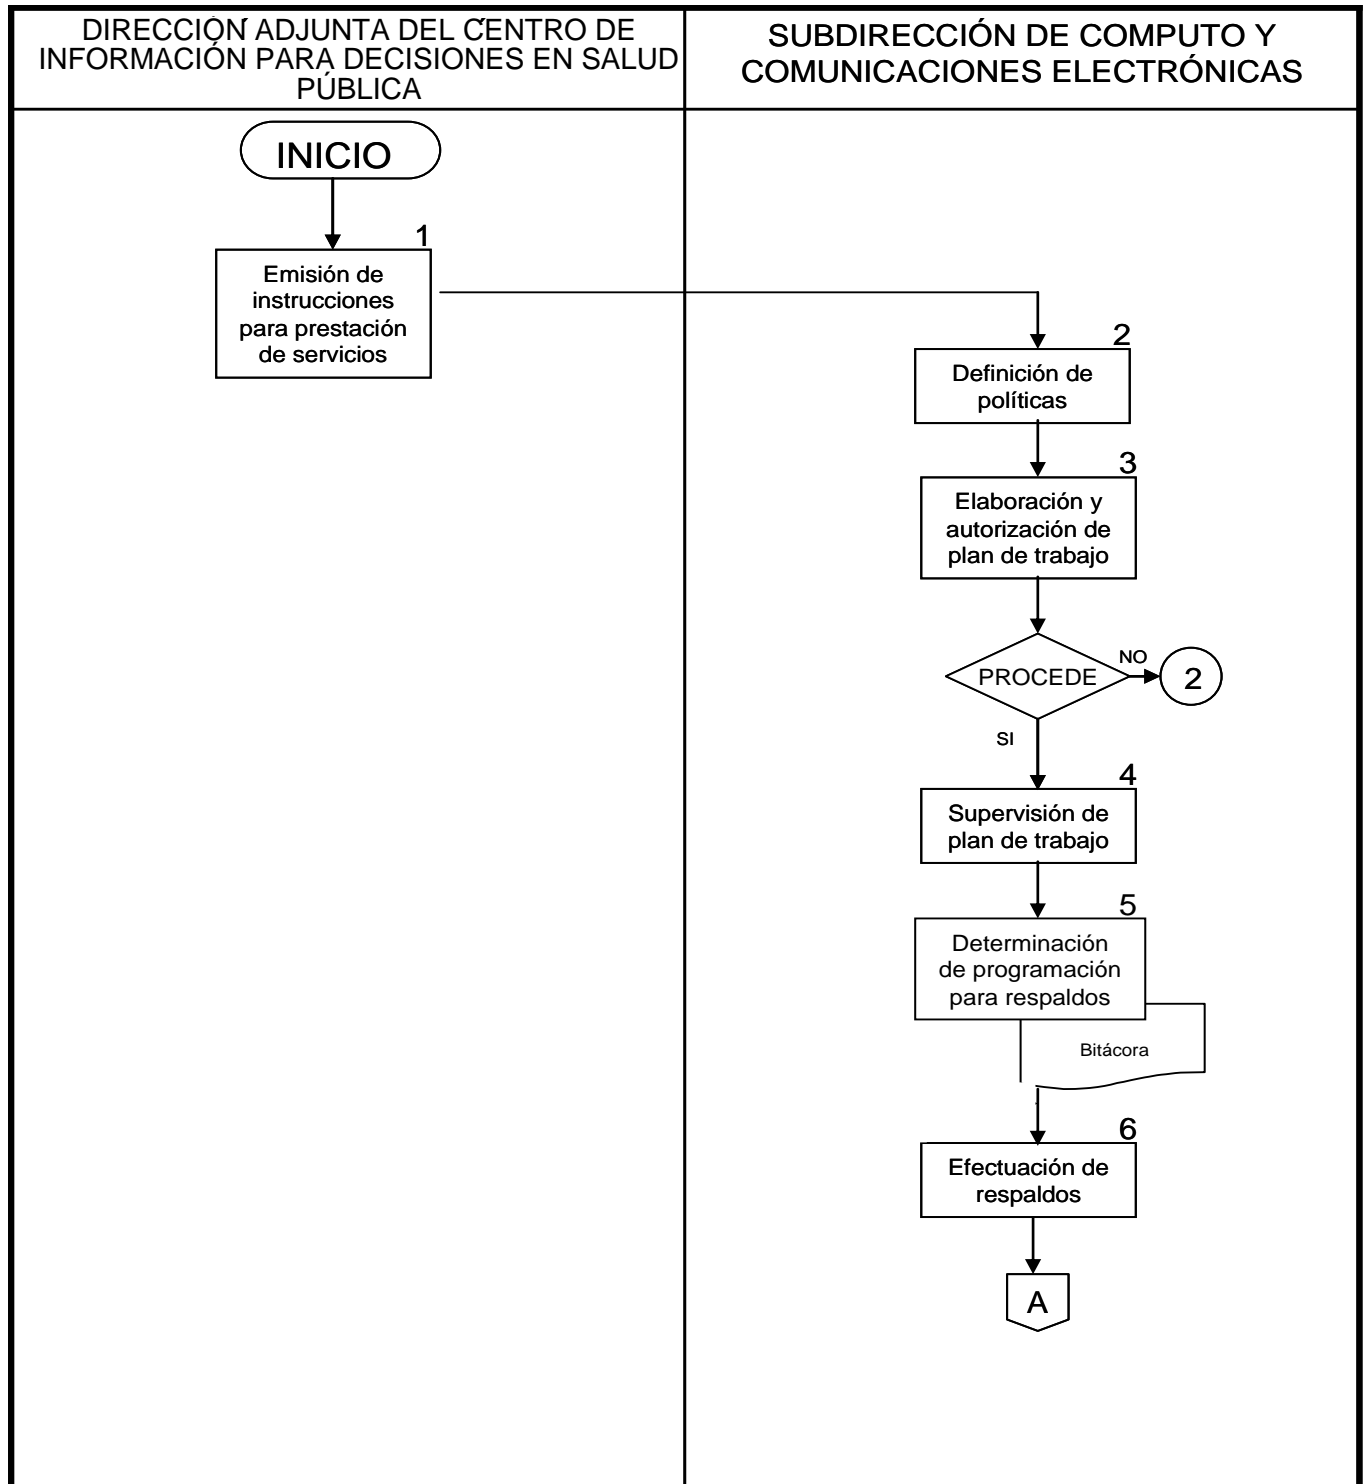 DIRECCIÓN ADJUNTA DEL CENTRO DE
INFORMACIÓN PARA DECISIONES EN SALUD
PÚBLICA
SUBDIRECCIÓN DE COMPUTO Y
COMUNICACIONES ELECTRÓNICAS
INICIO
1
Emisión de
instrucciones
para prestación
de servicios
2
Definición de
políticas
3
Elaboración y
autorización de
plan de trabajo
PROCEDE
NO
2
SI
4
Supervisión de
plan de trabajo
5
Determinación
de programación
para respaldos
Bitácora
6
Efectuación de
respaldos
A